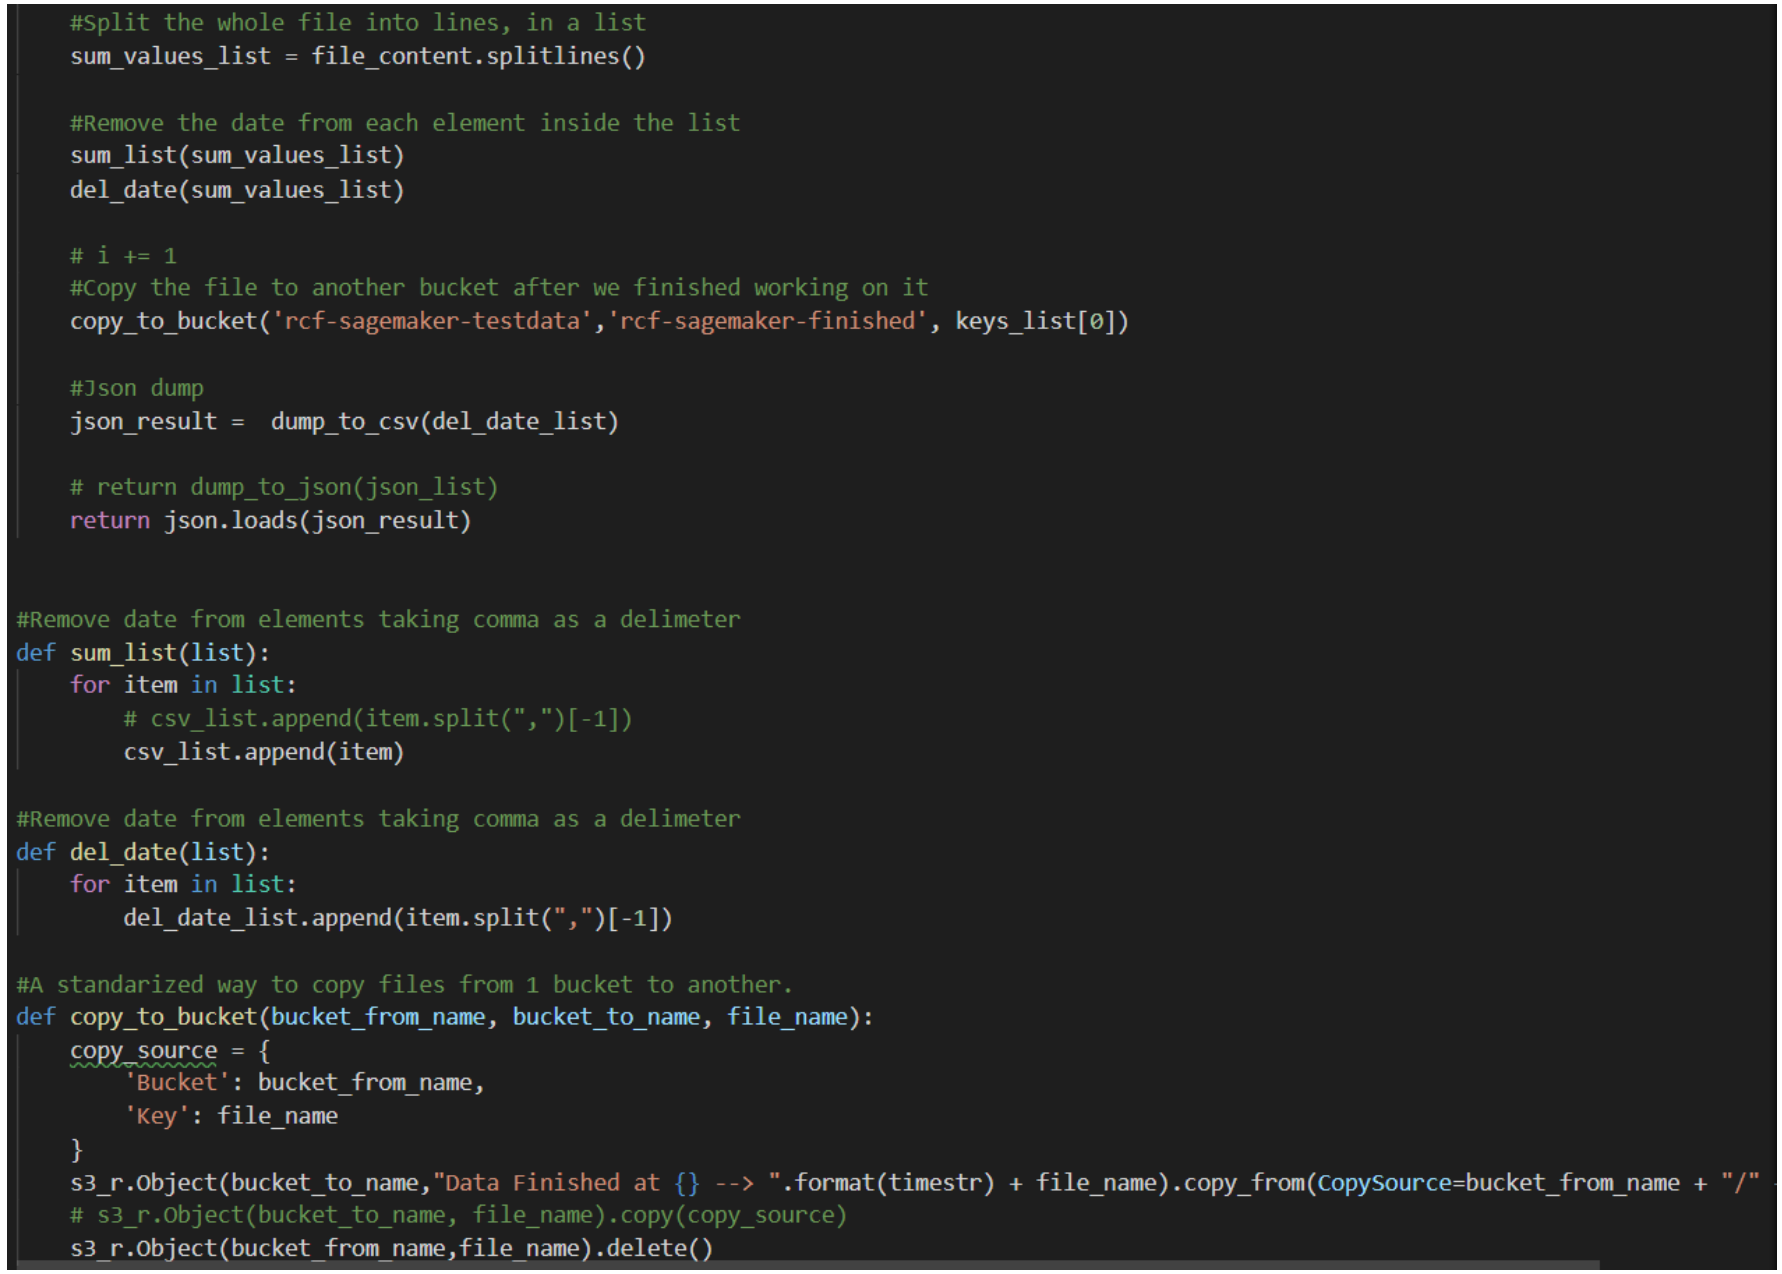 #Split the whole file into lines, in a list
sum_values_list = file_content.splitlines()
#Remove the date from each element inside the list
sum_list(sum_values_list)
del_date(sum_values_list)
# i += 1
#Copy the file to another bucket after we finished working on it
copy_to_bucket('rcf-sagemaker-testdata','rcf-sagemaker-finished', keys_list[0])
#Json dump
json_result =  dump_to_csv(del_date_list)
# return dump_to_json(json_list)
return json.loads(json_result)
#Remove date from elements taking comma as a delimeter
def sum_list(list):
for item in list:
# csv_list.append(item.split(",")[-1])
csv_list.append(item)
#Remove date from elements taking comma as a delimeter
def del_date(list):
for item in list:
del_date_list.append(item.split(",")[-1])
#A standarized way to copy files from 1 bucket to another.
def copy_to_bucket(bucket_from_name, bucket_to_name, file_name):
copy_source = {
'Bucket': bucket_from_name,
'Key': file_name
}
s3_r.Object(bucket_to_name,"Data Finished at {} --> ".format(timestr) + file_name).copy_from(CopySource=bucket_from_name + "/"
# s3_r.Object(bucket_to_name, file_name).copy(copy_source)
s3_r.Object(bucket_from_name,file_name).delete()